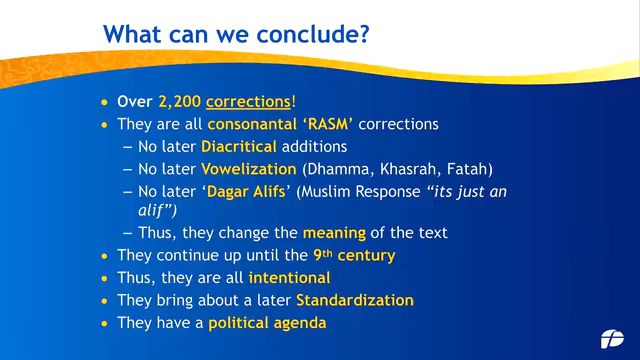 What can we conclude?
• Over 2,200 corrections!
• They are all consonantal ‘RASM’ corrections
– No later Diacritical additions
– No later Vowelization (Dhamma, Khasrah, Fatah)
– No later ‘Dagar Alifs’ (Muslim Response “its just an
alif”)
– Thus, they change the meaning of the text
• They continue up until the 9th century
• Thus, they are all intentional
• They bring about a later Standardization
• They have a political agenda